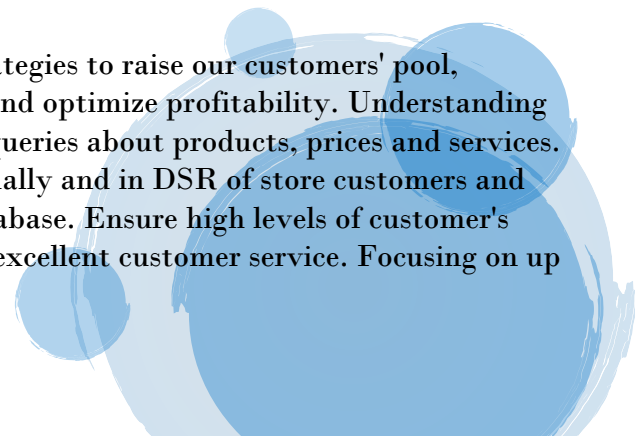 ategies to raise our customers' pool,
nd optimize profitability. Understanding
queries about products, prices and services.
ally and in DSR of store customers and
abase. Ensure high levels of customer's
excellent customer service. Focusing on up